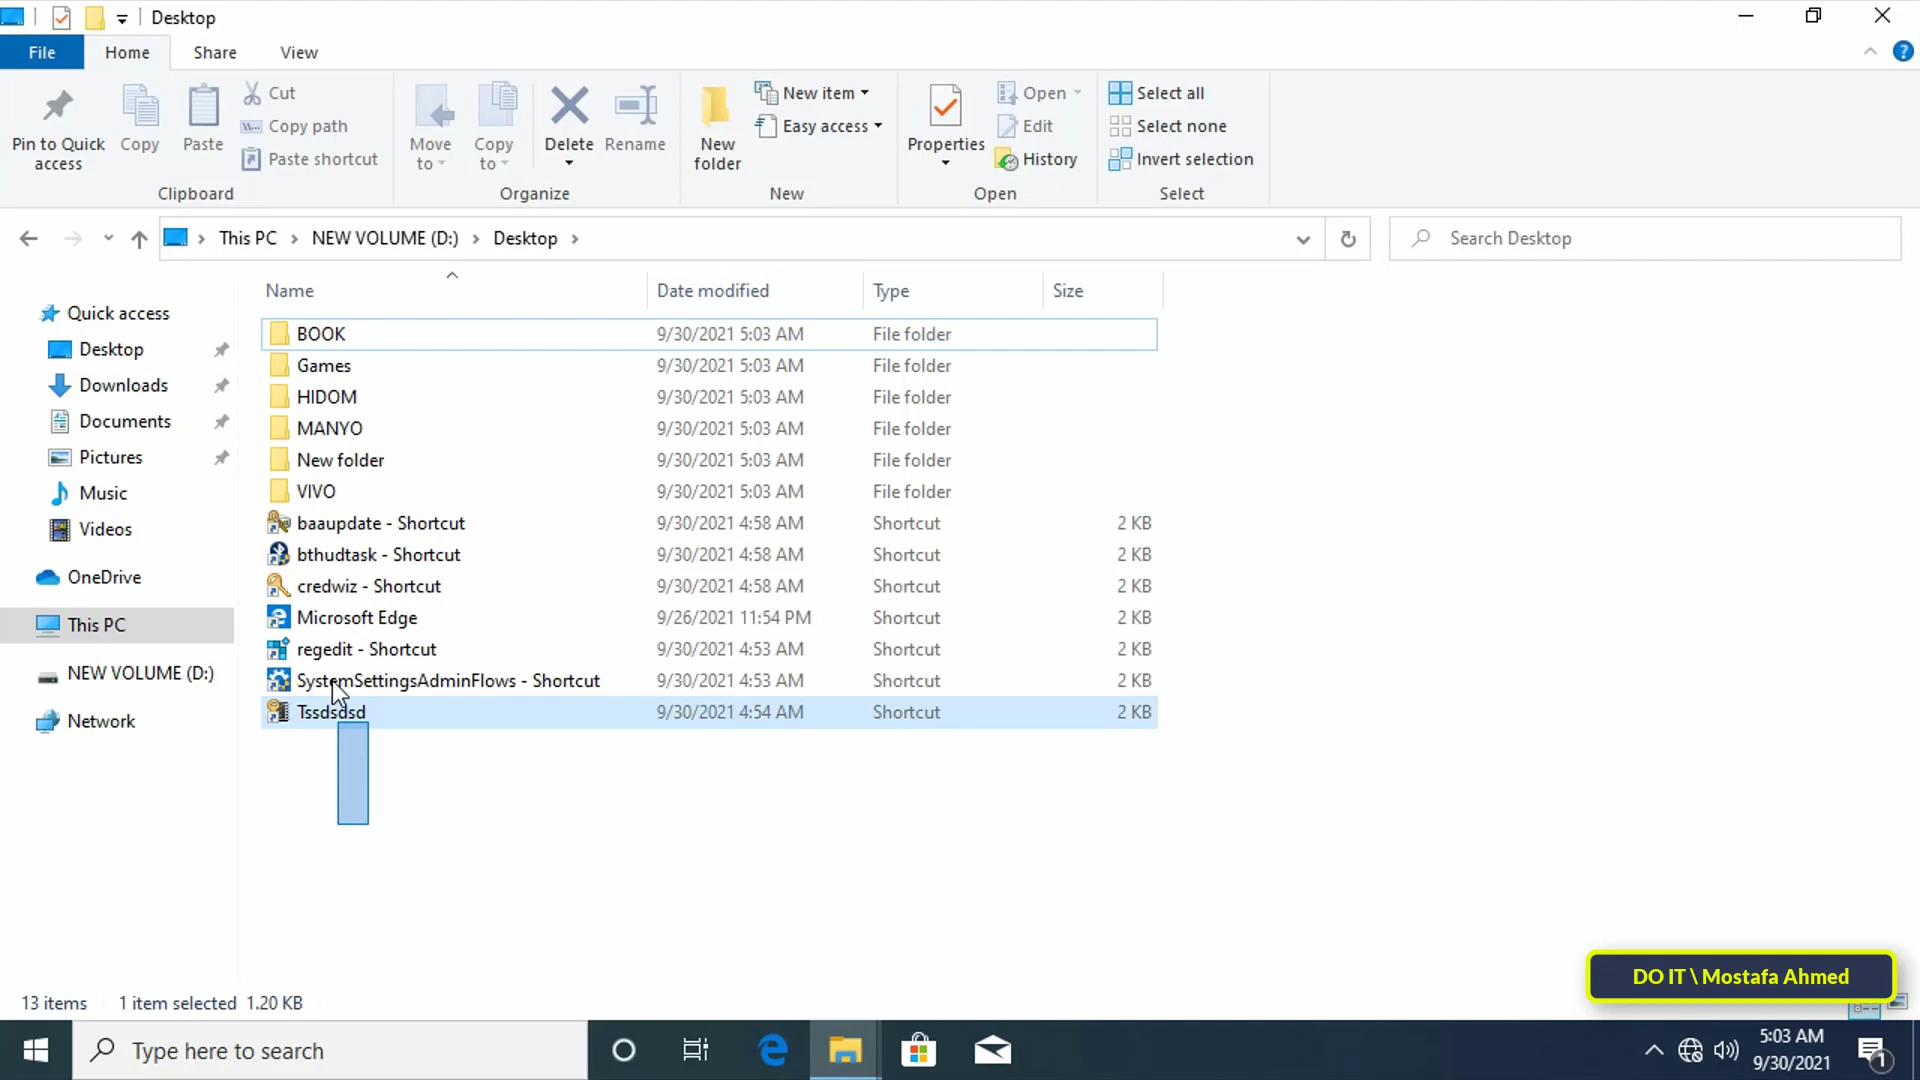 Desktop
File Home Share View
Pin to Quick access
Copy
Paste
Cut
Copy path
Paste shortcut
Clipboard
Move to
Copy to
Delete
Rename
Organize
New folder
New item
Easy access
New
Properties
Open
Edit
History
Open
Select all
Select none
Invert selection
Select
This PC > NEW VOLUME (D:) > Desktop >
Search Desktop
Quick access
Desktop
Downloads
Documents
Pictures
Music
Videos
OneDrive
This PC
NEW VOLUME (D:)
Network
Name Date modified Type Size
BOOK 9/30/2021 5:03 AM File folder
Games 9/30/2021 5:03 AM File folder
HIDOM 9/30/2021 5:03 AM File folder
MANYO 9/30/2021 5:03 AM File folder
New folder 9/30/2021 5:03 AM File folder
VIVO 9/30/2021 5:03 AM File folder
baaupdate - Shortcut 9/30/2021 4:58 AM Shortcut 2 KB
bthudtask - Shortcut 9/30/2021 4:58 AM Shortcut 2 KB
credwiz - Shortcut 9/30/2021 4:58 AM Shortcut 2 KB
Microsoft Edge 9/26/2021 11:54 PM Shortcut 2 KB
regedit - Shortcut 9/30/2021 4:53 AM Shortcut 2 KB
SystemSettingsAdminFlows - Shortcut 9/30/2021 4:53 AM Shortcut 2 KB
Tssdsdsd 9/30/2021 4:54 AM Shortcut 2 KB
DO IT \ Mostafa Ahmed
13 items 1 item selected 1.20 KB
Type here to search
5:03 AM
9/30/2021
1